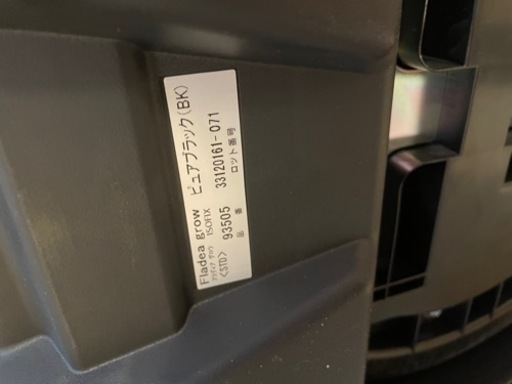 Fladea grow ピュアブラック(BK)
フラディア グロウ ISOFIX
<STD> 93505 33120161-071
品 番 ロット番号